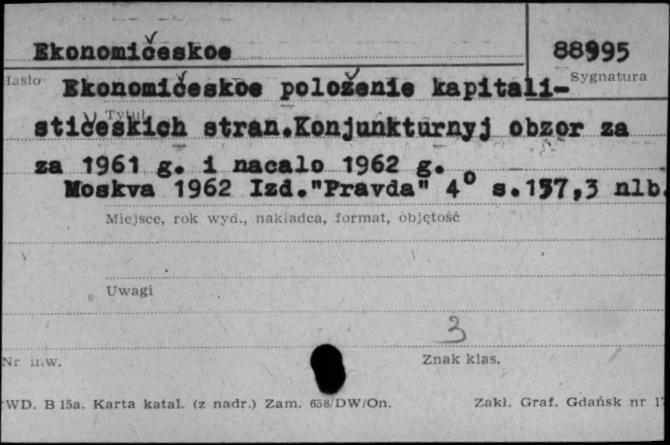 Ekonomičeskoe 88995
Hasło Sygnatura
Ekonomičeskoe položenie kapitali-
Tytuł
stičeskich stran.Konjunkturnyj obzor za
za 1961 g. i nacalo 1962 g.
Moskva 1962 Izd."Pravda" 4° s.157,3 nlb.
Miejsce, rok wyd., nakładca, format, objętość
Uwagi
3
Nr inw. Znak klas.
WD. B 15a. Karta katal. (z nadr.) Zam. 658/DW/On. Zakł. Graf. Gdańsk nr 17